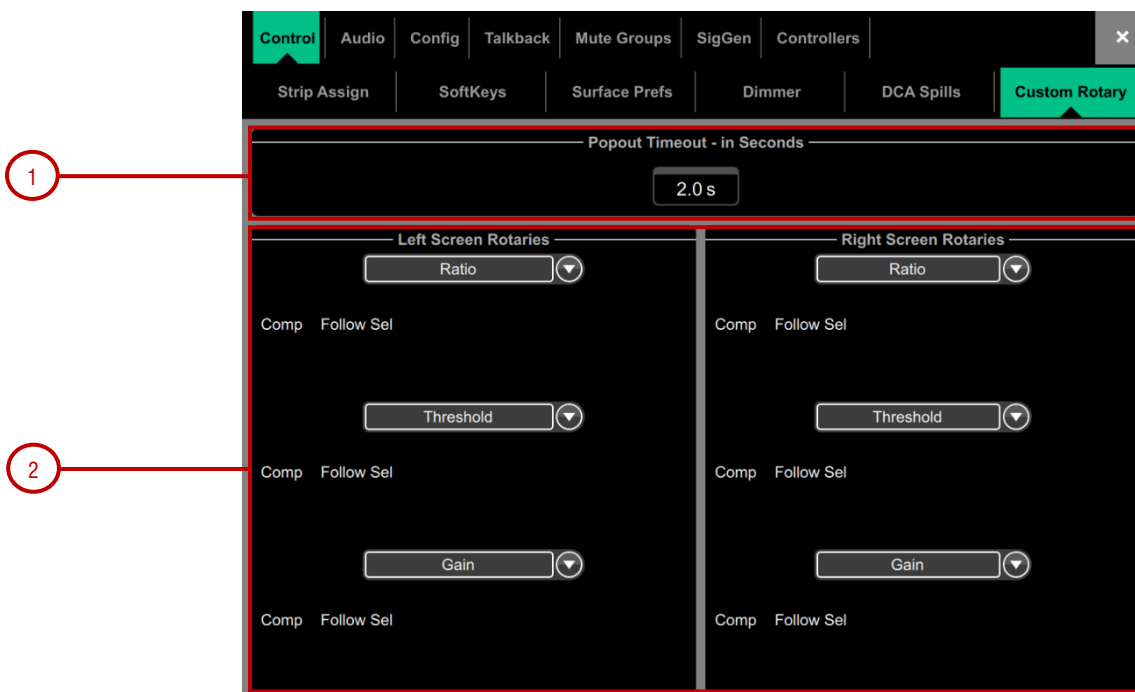 Control Audio Config Talkback Mute Groups SigGen Controllers ×
Strip Assign SoftKeys Surface Prefs Dimmer DCA Spills Custom Rotary
Popout Timeout - in Seconds
1
2.0 s
Left Screen Rotaries Right Screen Rotaries
Ratio Ratio
Comp Follow Sel Comp Follow Sel
Threshold Threshold
2
Comp Follow Sel Comp Follow Sel
Gain Gain
Comp Follow Sel Comp Follow Sel